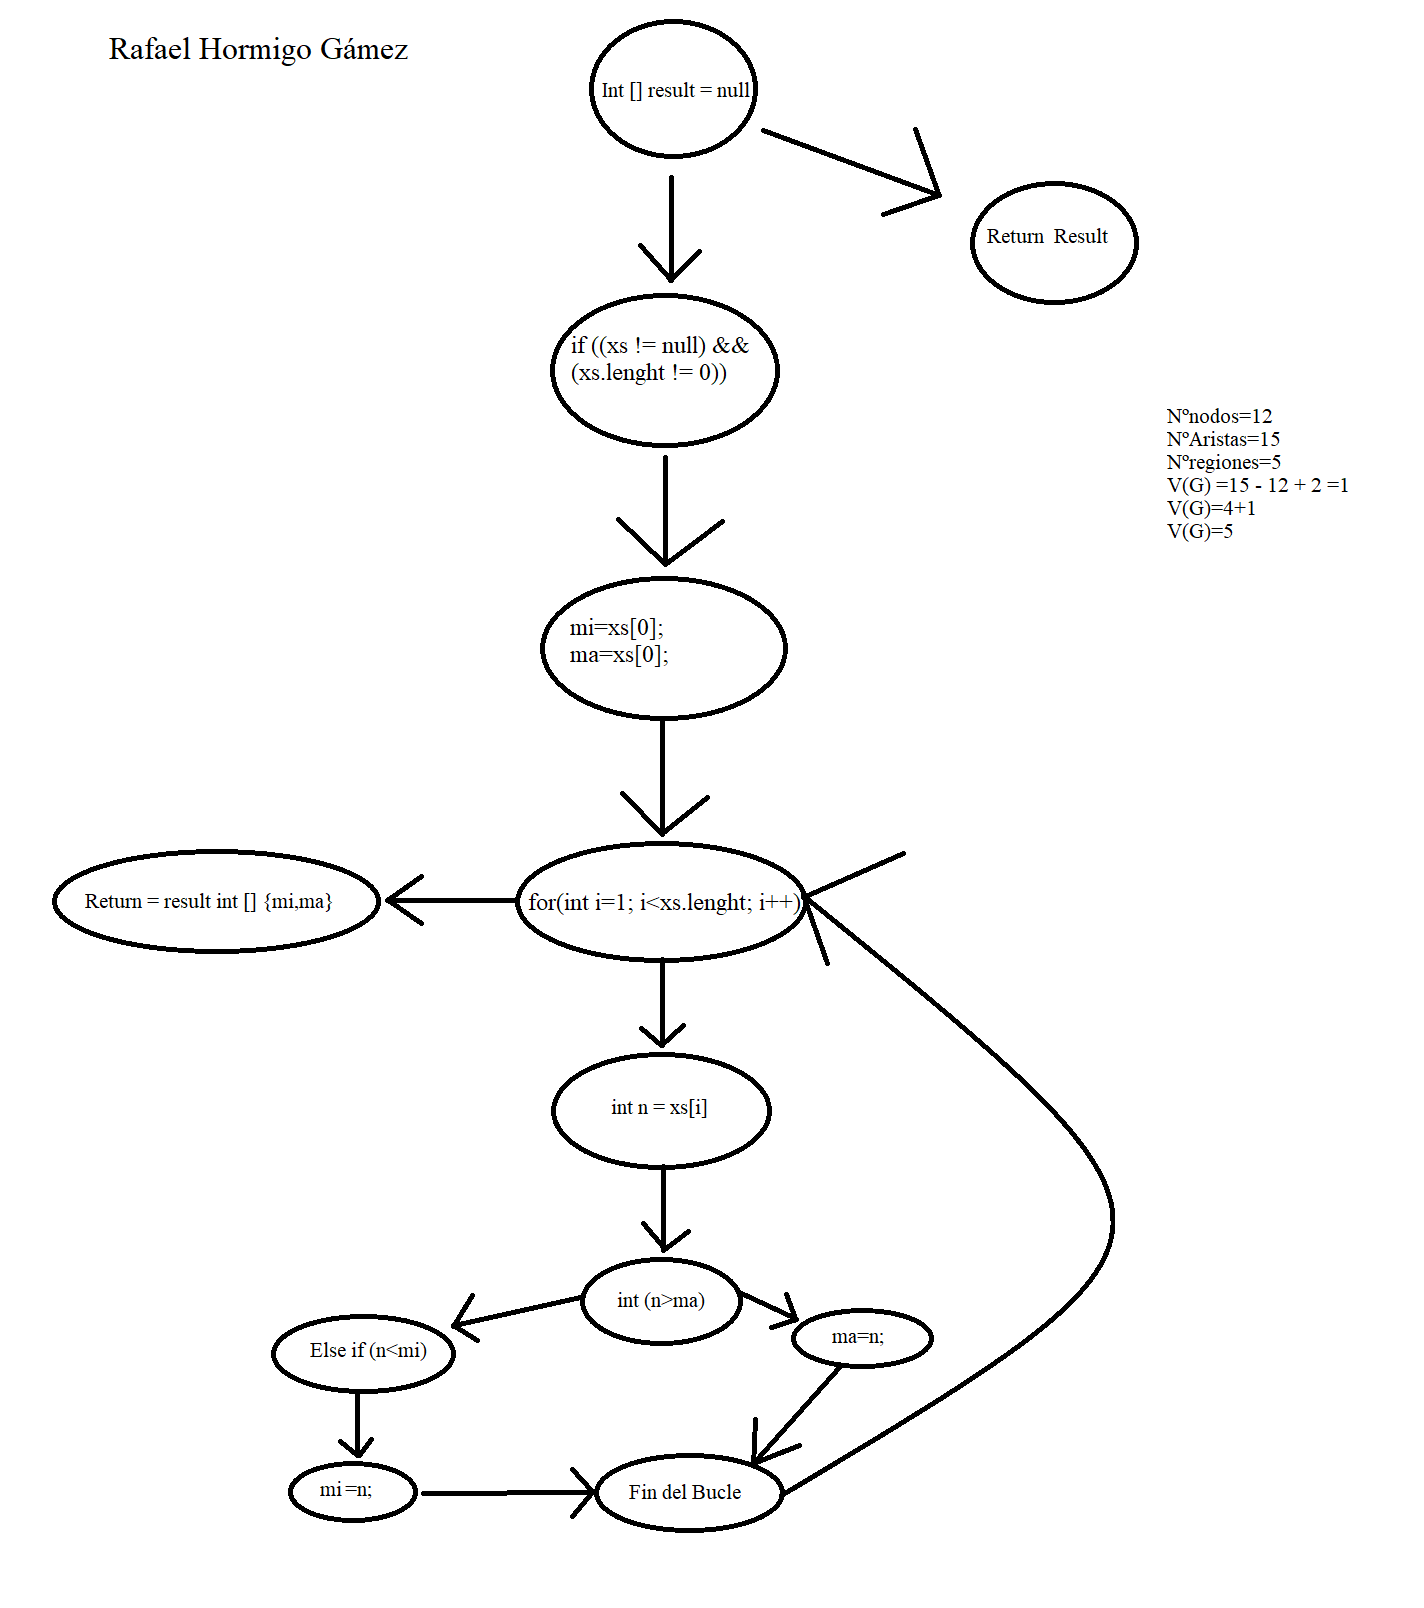 Rafael Hormigo Gámez
Int [] result = null
Return Result
if ((xs != null) &&
(xs.lenght != 0))
Nºnodos=12
NºAristas=15
Nºregiones=5
V(G) =15 - 12 + 2 =1
V(G)=4+1
V(G)=5
mi=xs[0];
ma=xs[0];
Return = result int [] {mi,ma}
for(int i=1; i<xs.lenght; i++)
int n = xs[i]
int (n>ma)
Else if (n<mi)
ma=n;
mi =n;
Fin del Bucle